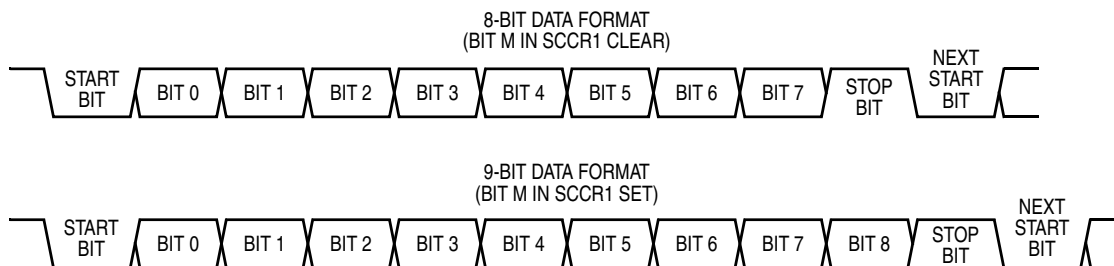 8-BIT DATA FORMAT
(BIT M IN SCCR1 CLEAR)
START
BIT
BIT 0
BIT 1
BIT 2
BIT 3
BIT 4
BIT 5
BIT 6
BIT 7
STOP
BIT
NEXT
START
BIT
9-BIT DATA FORMAT
(BIT M IN SCCR1 SET)
START
BIT
BIT 0
BIT 1
BIT 2
BIT 3
BIT 4
BIT 5
BIT 6
BIT 7
BIT 8
STOP
BIT
NEXT
START
BIT